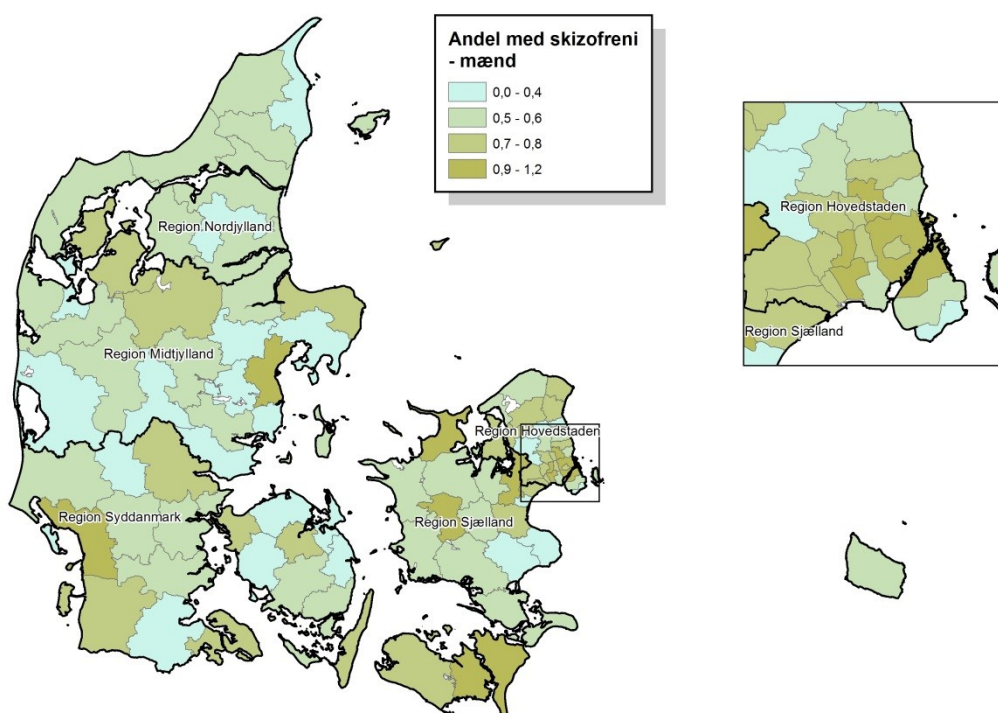 Andel med skizofreni
- mænd
0,0 - 0,4
0,5 - 0,6
0,7 - 0,8
0,9 - 1,2
Region Nordjylland
Region Midtjylland
Region Syddanmark
Region Hovedstaden
Region Sjælland
Region Hovedstaden
Region Sjælland